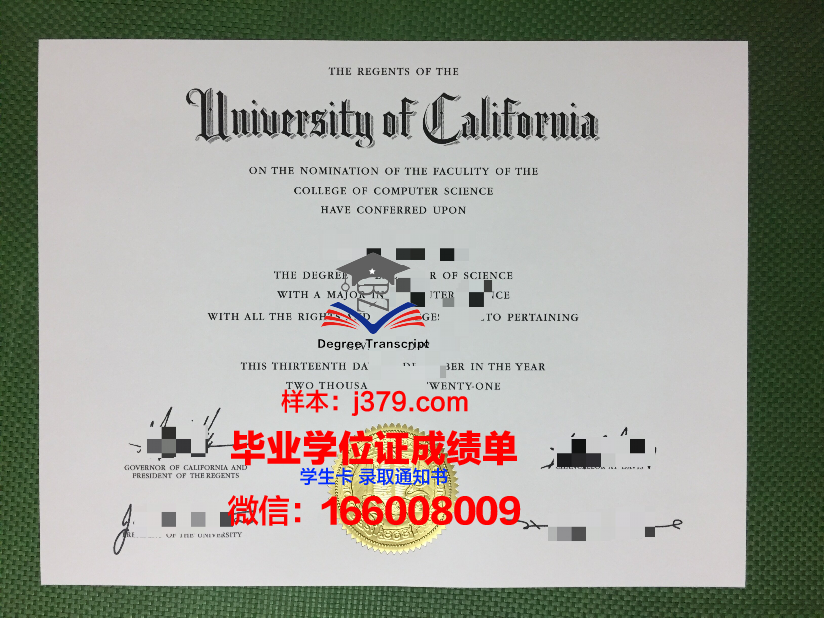 THE REGENTS OF THE
University of California
ON THE NOMINATION OF THE FACULITY OF THE
COLLEGE OF COMPUTER SCIENCE
HAVE CONFERRED UPON
THE DEGREE R OF SCIENCE
WITH A MAJOR IN
WITH ALL THE RIGHTS AND TO PERTAINING
Degree Transcript
THIS THIRTEENTH IN THE YEAR
TWO TWENTY-ONE
样本：j379.com
毕业学位证成绩单
GOVERNOR OF CALIFORNIA AND
PRESIDENT OF THE REGENTS
学生卡 录取通知书
微信：166008009
OF THE UNIVERSITY